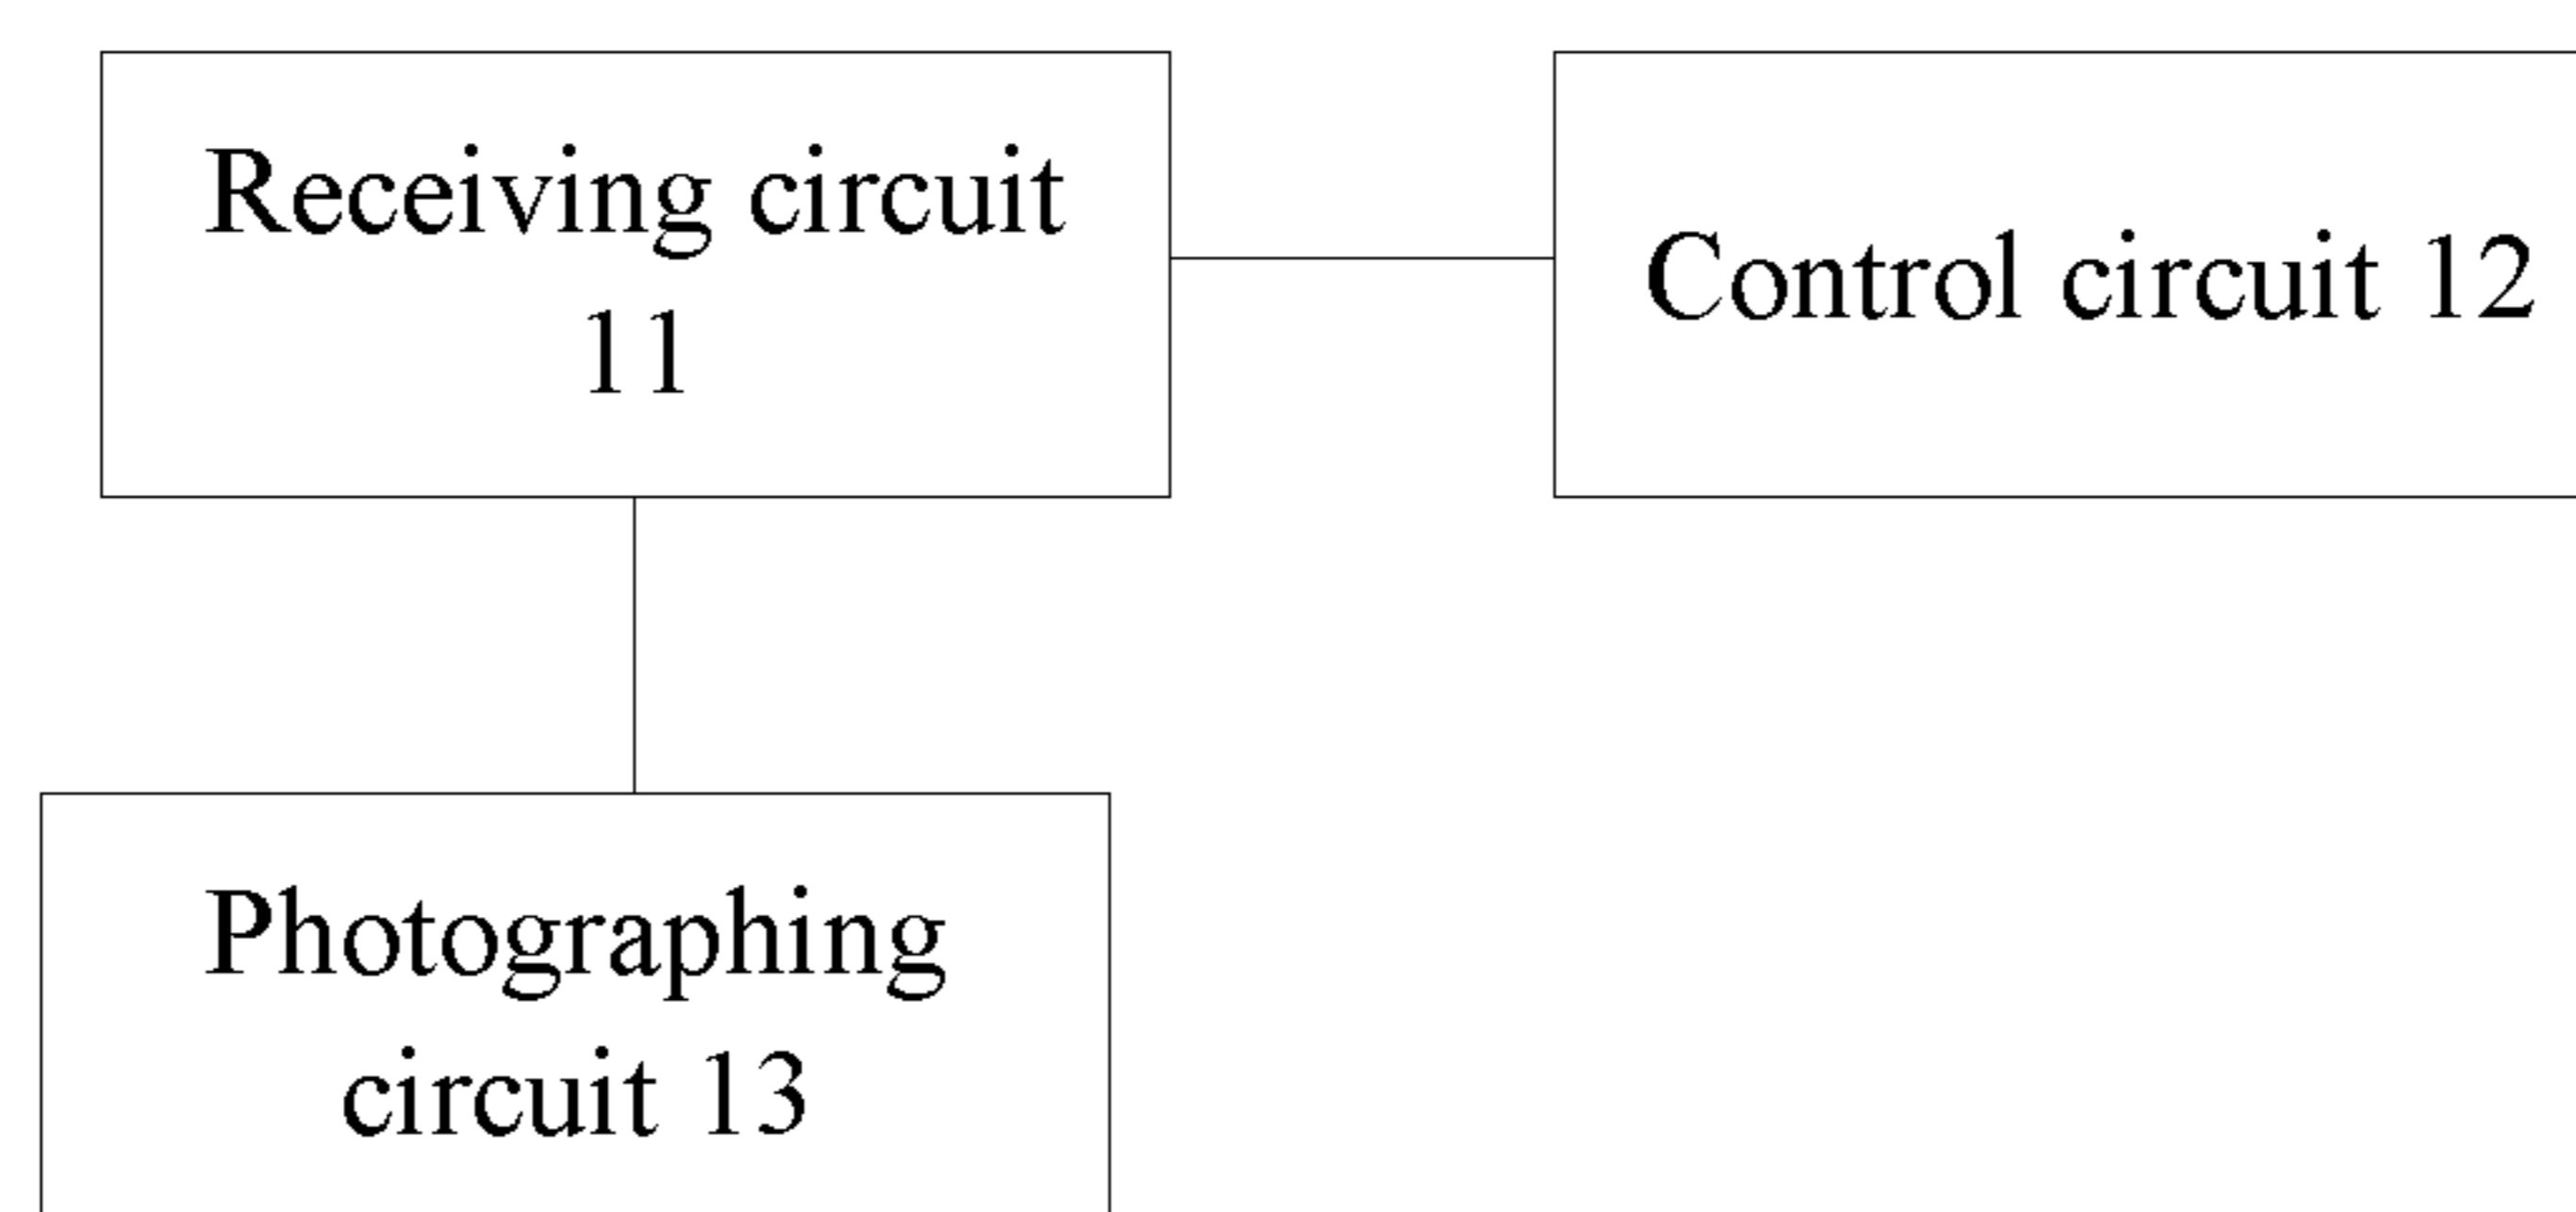 Receiving circuit
11
Control circuit 12
Photographing
circuit 13